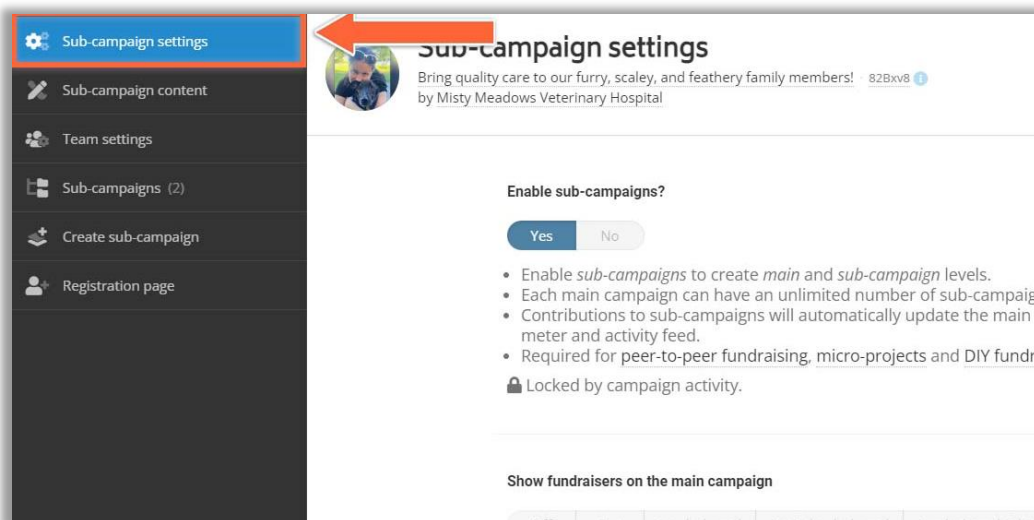 Sub-campaign settings
Sub-campaign content
Team settings
Sub-campaigns (2)
Create sub-campaign
Registration page
Sub-campaign settings
Bring quality care to our furry, scaley, and feathery family members! · 82Bxv8
by Misty Meadows Veterinary Hospital
Enable sub-campaigns?
Yes No
• Enable sub-campaigns to create main and sub-campaign levels.
• Each main campaign can have an unlimited number of sub-campaig
• Contributions to sub-campaigns will automatically update the main
meter and activity feed.
• Required for peer-to-peer fundraising, micro-projects and DIY fundr
Locked by campaign activity.
Show fundraisers on the main campaign